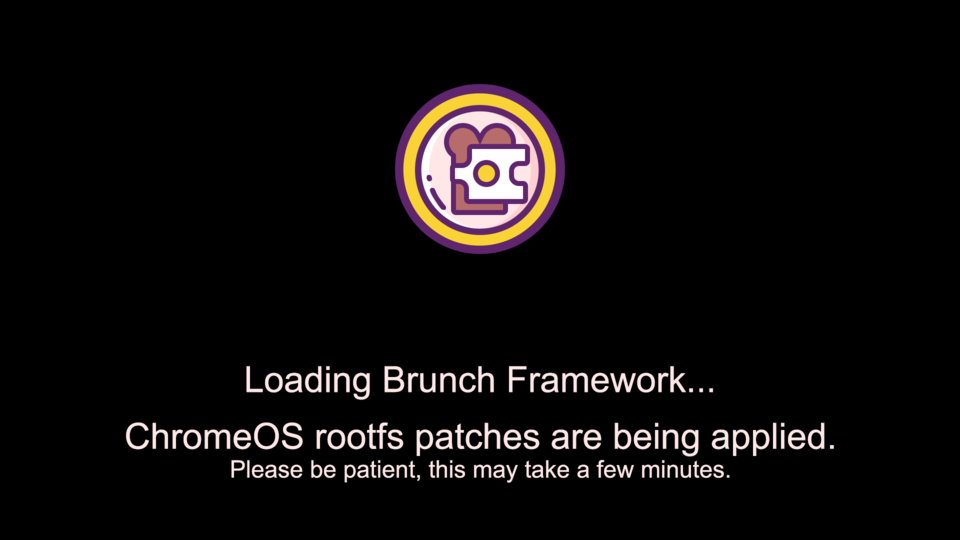 Loading Brunch Framework...
ChromeOS rootfs patches are being applied.
Please be patient, this may take a few minutes.